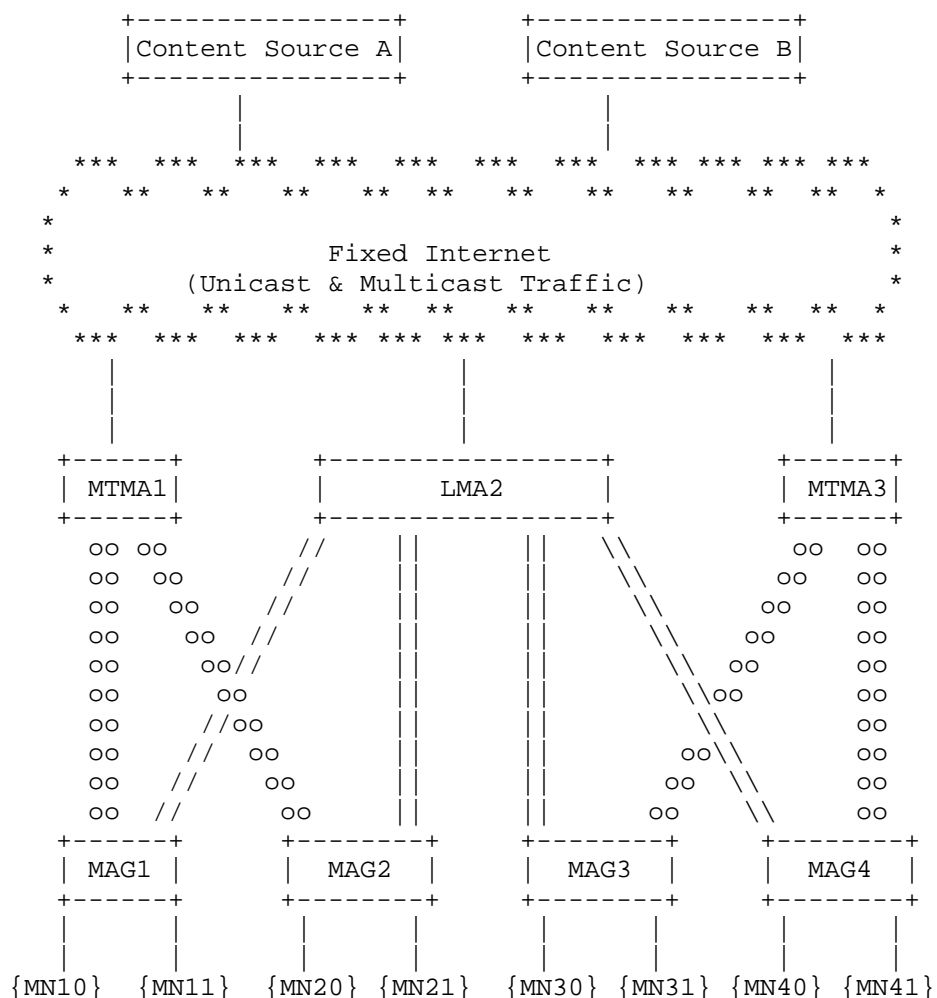 Content Source A Content Source B
Fixed Internet
(Unicast & Multicast Traffic)
MTMA1 LMA2 MTMA3
MAG1 MAG2 MAG3 MAG4
{MN10} {MN11} {MN20} {MN21} {MN30} {MN31} {MN40} {MN41}